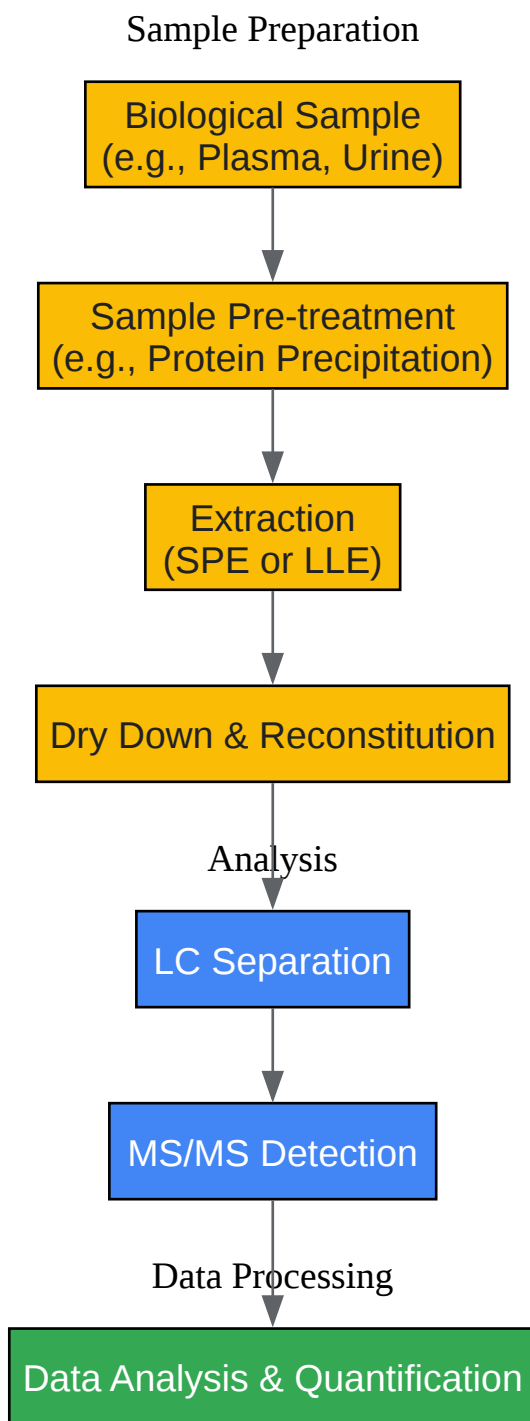 Sample Preparation
Biological Sample
(e.g., Plasma, Urine)
Sample Pre-treatment
(e.g., Protein Precipitation)
Extraction
(SPE or LLE)
Dry Down & Reconstitution
Analysis
LC Separation
MS/MS Detection
Data Processing
Data Analysis & Quantification